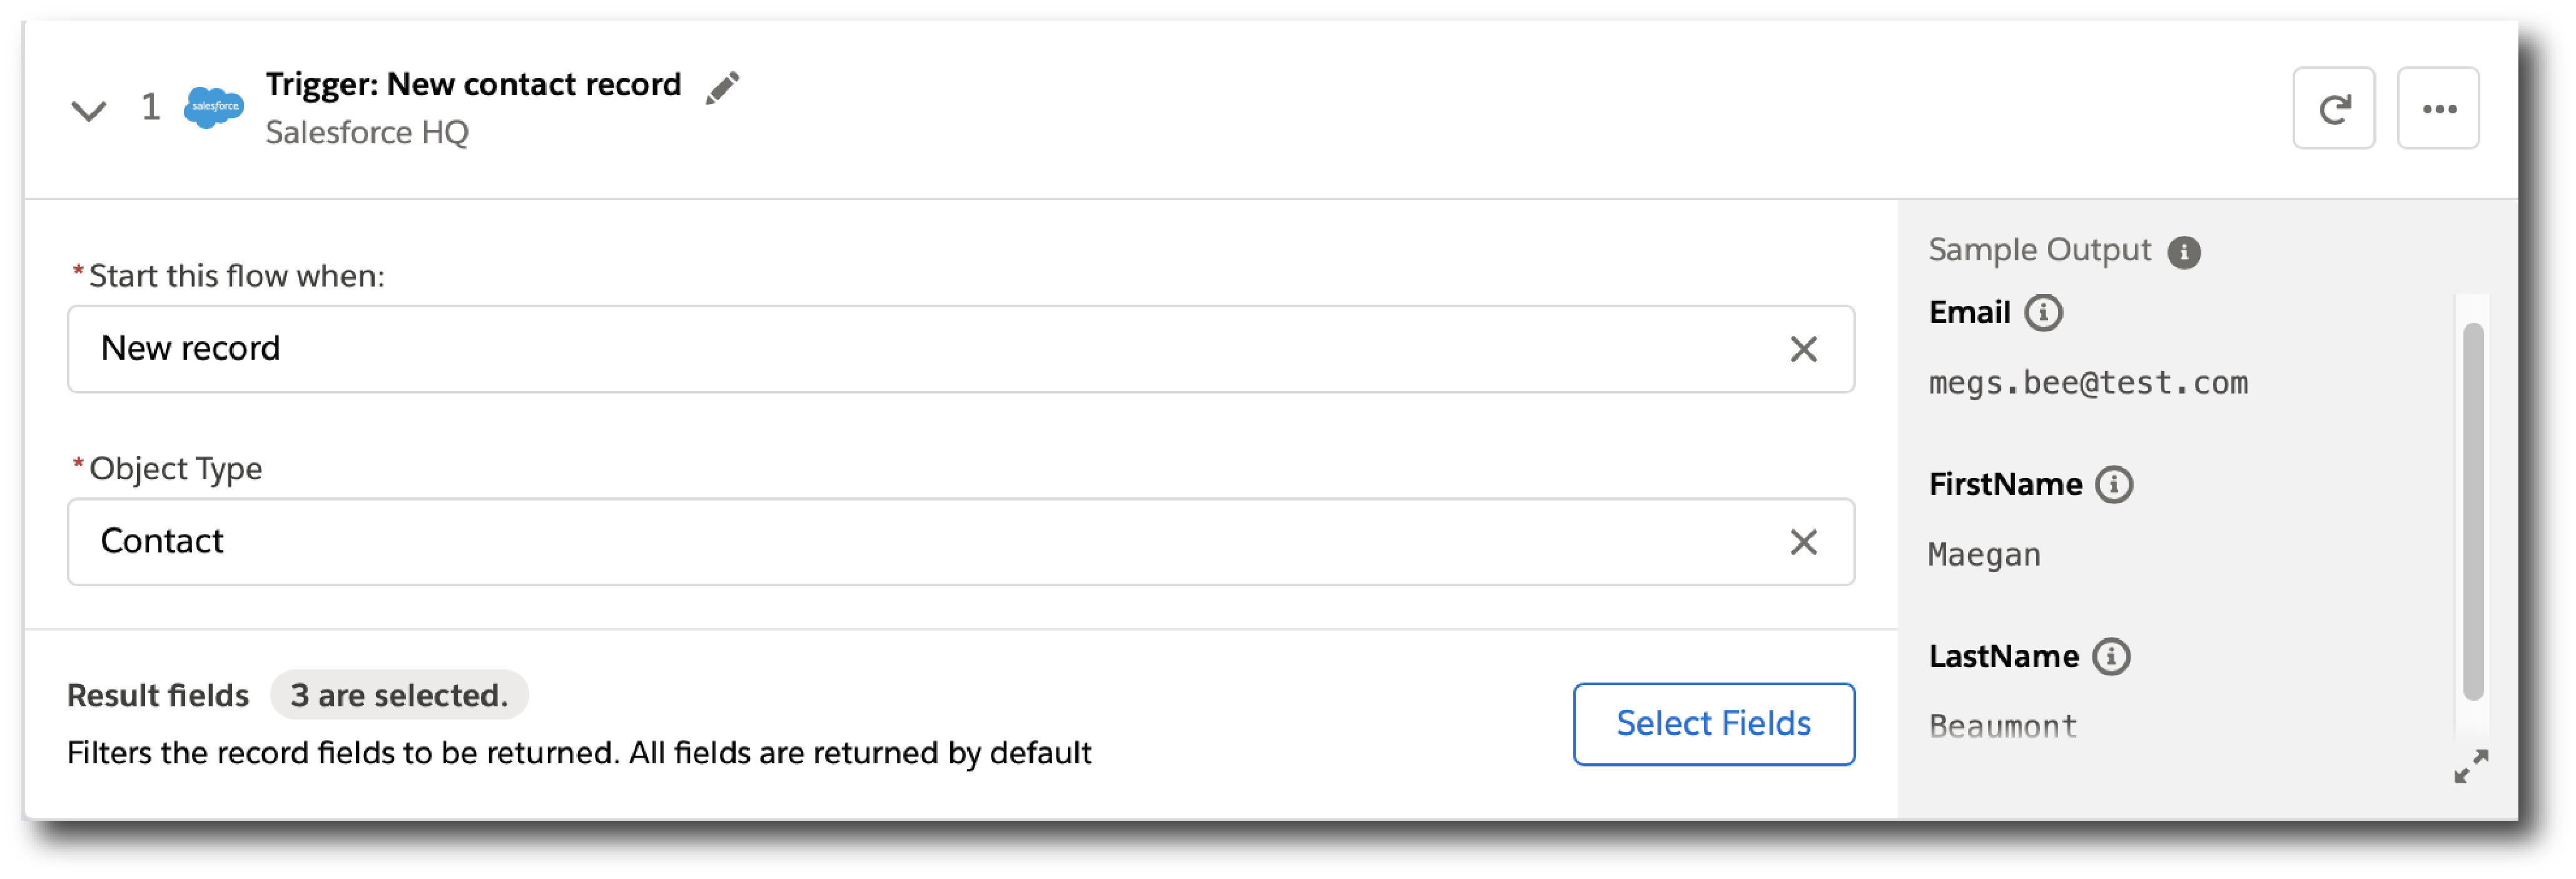 1
salesforce
Trigger: New contact record
Salesforce HQ
*Start this flow when:
New record
*Object Type
Contact
Result fields 3 are selected.
Filters the record fields to be returned. All fields are returned by default
Select Fields
Sample Output
Email
megs.bee@test.com
FirstName
Maegan
LastName
Beaumont